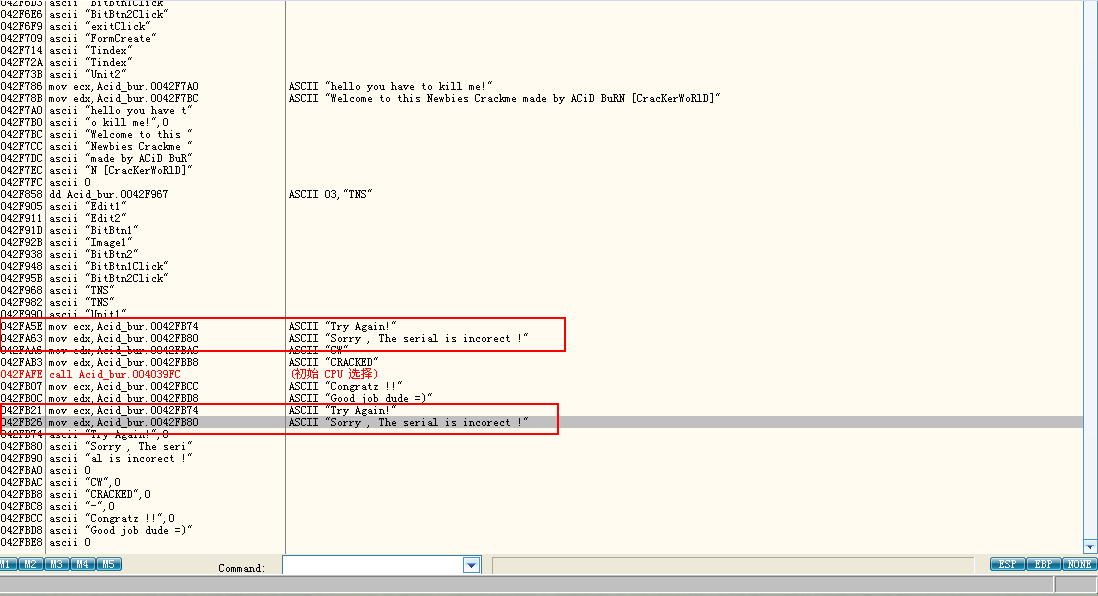 042F6D3 ascii "BitBtn1Click"
042F6E6 ascii "BitBtn2Click"
042F6F9 ascii "exitClick"
042F709 ascii "FormCreate"
042F714 ascii "Tindex"
042F72A ascii "Tindex"
042F73B ascii "Unit2"
042F786 mov ecx,Acid_bur.0042F7A0 ASCII "hello you have to kill me!"
042F78B mov edx,Acid_bur.0042F7BC ASCII "Welcome to this Newbies Crackme made by ACiD BuRN [CracKerWoRlD]"
042F7A0 ascii "hello you have t"
042F7B0 ascii "o kill me!",0
042F7BC ascii "Welcome to this "
042F7CC ascii "Newbies Crackme "
042F7DC ascii "made by ACiD BuR"
042F7EC ascii "N [CracKerWoRlD]"
042F7FC ascii 0
042F858 dd Acid_bur.0042F967 ASCII 03,"TNS"
042F905 ascii "Edit1"
042F911 ascii "Edit2"
042F91D ascii "BitBtn1"
042F92B ascii "Image1"
042F938 ascii "BitBtn2"
042F948 ascii "BitBtn1Click"
042F95B ascii "BitBtn2Click"
042F968 ascii "TNS"
042F982 ascii "TNS"
042F990 ascii "Unit1"
042FA5E mov ecx,Acid_bur.0042FB74 ASCII "Try Again!"
042FA63 mov edx,Acid_bur.0042FB80 ASCII "Sorry , The serial is incorect !"
042FAA6 mov edx,Acid_bur.0042FBAC ASCII "CW"
042FAB3 mov edx,Acid_bur.0042FBB8 ASCII "CRACKED"
042FAFE call Acid_bur.004039FC (初始 CPU 选择)
042FB07 mov ecx,Acid_bur.0042FBCC ASCII "Congratz !!"
042FB0C mov edx,Acid_bur.0042FBD8 ASCII "Good job dude =)"
042FB21 mov ecx,Acid_bur.0042FB74 ASCII "Try Again!"
042FB26 mov edx,Acid_bur.0042FB80 ASCII "Sorry , The serial is incorect !"
042FB74 ascii "Try Again!",0
042FB80 ascii "Sorry , The seri"
042FB90 ascii "al is incorect !"
042FBA0 ascii 0
042FBAC ascii "CW",0
042FBB8 ascii "CRACKED",0
042FBC8 ascii "-",0
042FBCC ascii "Congratz !!",0
042FBD8 ascii "Good job dude =)"
042FBE8 ascii 0
M1 M2 M3 M4 M5 Command: ESP EBP NONE